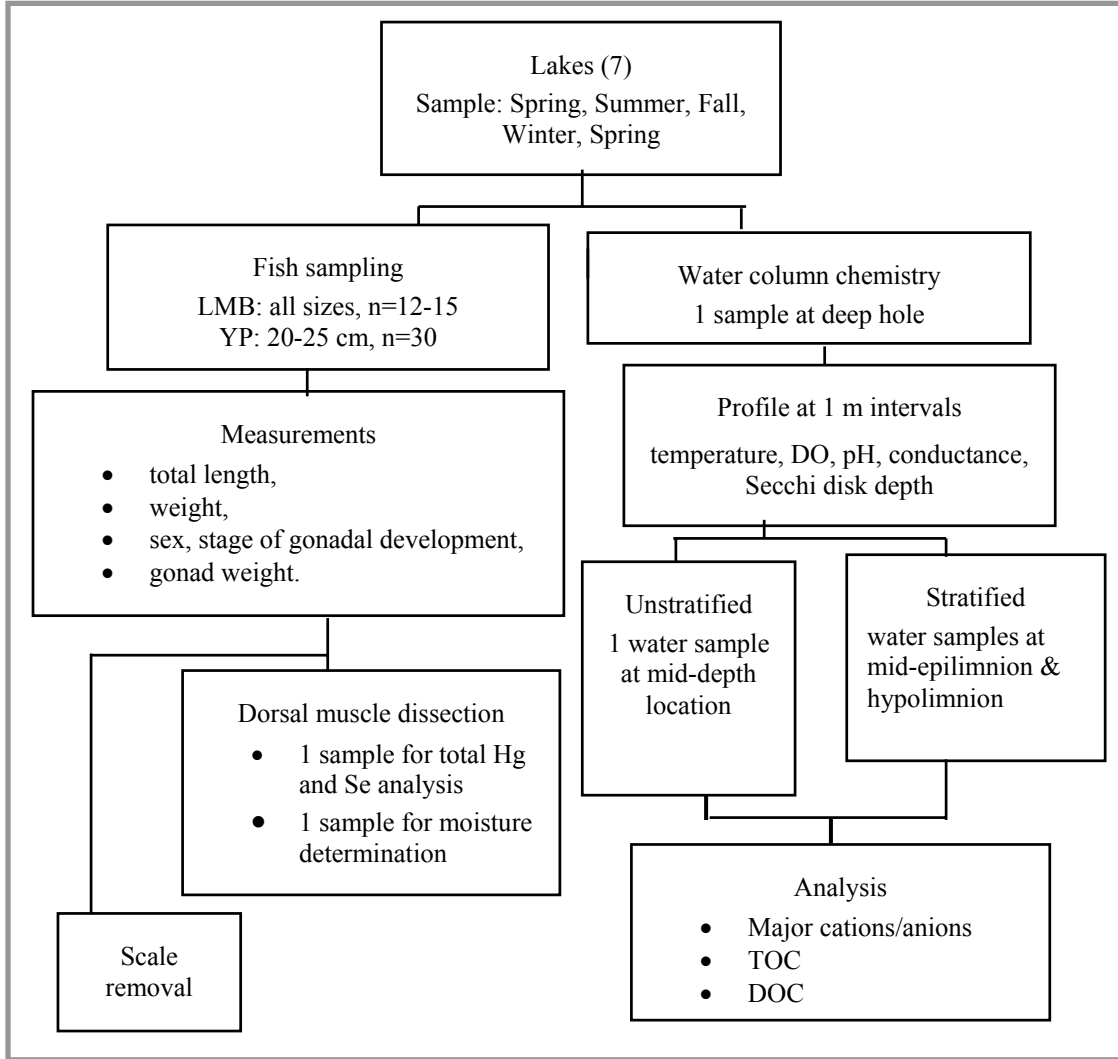 Lakes (7)
Sample: Spring, Summer, Fall,
Winter, Spring
Fish sampling
LMB: all sizes, n=12-15
YP: 20-25 cm, n=30
Water column chemistry
1 sample at deep hole
Measurements
• total length,
• weight,
• sex, stage of gonadal development,
• gonad weight.
Profile at 1 m intervals
temperature, DO, pH, conductance,
Secchi disk depth
Unstratified
1 water sample
at mid-depth
location
Stratified
water samples at
mid-epilimnion &
hypolimnion
Dorsal muscle dissection
• 1 sample for total Hg
and Se analysis
• 1 sample for moisture
determination
Scale
removal
Analysis
• Major cations/anions
• TOC
• DOC